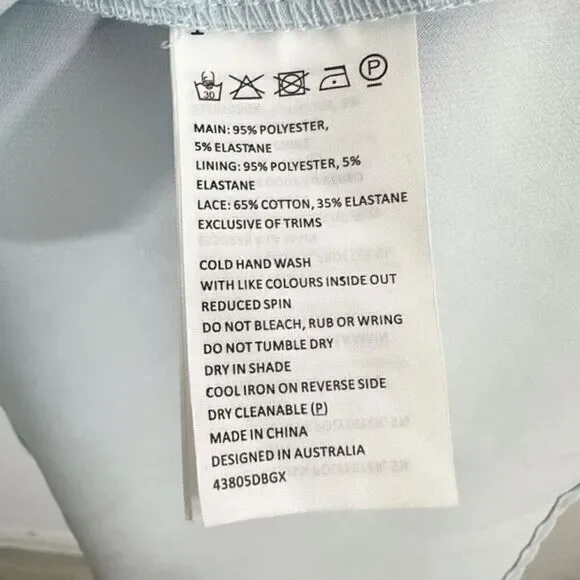 30 P
MAIN: 95% POLYESTER,
5% ELASTANE
LINING: 95% POLYESTER, 5%
ELASTANE
LACE: 65% COTTON, 35% ELASTANE
EXCLUSIVE OF TRIMS
COLD HAND WASH
WITH LIKE COLOURS INSIDE OUT
REDUCED SPIN
DO NOT BLEACH, RUB OR WRING
DO NOT TUMBLE DRY
DRY IN SHADE
COOL IRON ON REVERSE SIDE
DRY CLEANABLE (P)
MADE IN CHINA
DESIGNED IN AUSTRALIA
43805DBGX